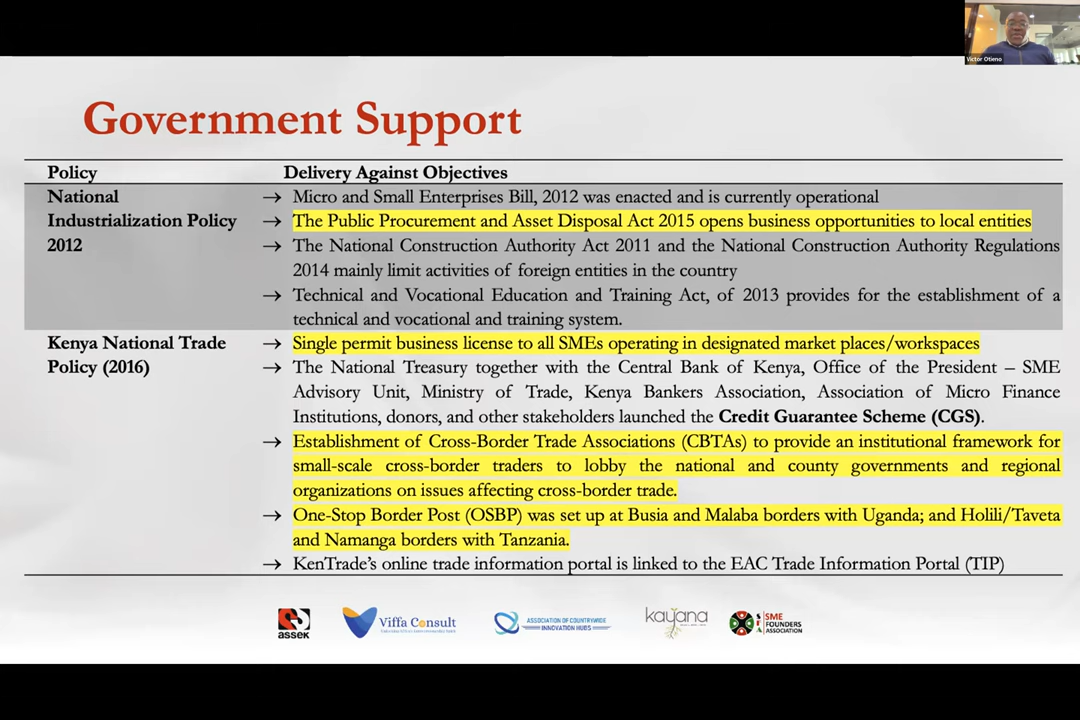 Victor Otieno
Government Support
Policy
Delivery Against Objectives
National
Industrialization Policy
2012
→ Micro and Small Enterprises Bill, 2012 was enacted and is currently operational
→ The Public Procurement and Asset Disposal Act 2015 opens business opportunities to local entities
→ The National Construction Authority Act 2011 and the National Construction Authority Regulations
2014 mainly limit activities of foreign entities in the country
→ Technical and Vocational Education and Training Act, of 2013 provides for the establishment of a
technical and vocational and training system.
Kenya National Trade
Policy (2016)
→ Single permit business license to all SMEs operating in designated market places/workspaces
→ The National Treasury together with the Central Bank of Kenya, Office of the President – SME
Advisory Unit, Ministry of Trade, Kenya Bankers Association, Association of Micro Finance
Institutions, donors, and other stakeholders launched the Credit Guarantee Scheme (CGS).
→ Establishment of Cross-Border Trade Associations (CBTAs) to provide an institutional framework for
small-scale cross-border traders to lobby the national and county governments and regional
organizations on issues affecting cross-border trade.
→ One-Stop Border Post (OSBP) was set up at Busia and Malaba borders with Uganda; and Holili/Taveta
and Namanga borders with Tanzania.
→ KenTrade’s online trade information portal is linked to the EAC Trade Information Portal (TIP)
assek
Viffa Consult
ASSOCIATION OF COUNTRYWIDE
INNOVATION HUBS
kayana
SFA
SME
FOUNDERS
ASSOCIATION